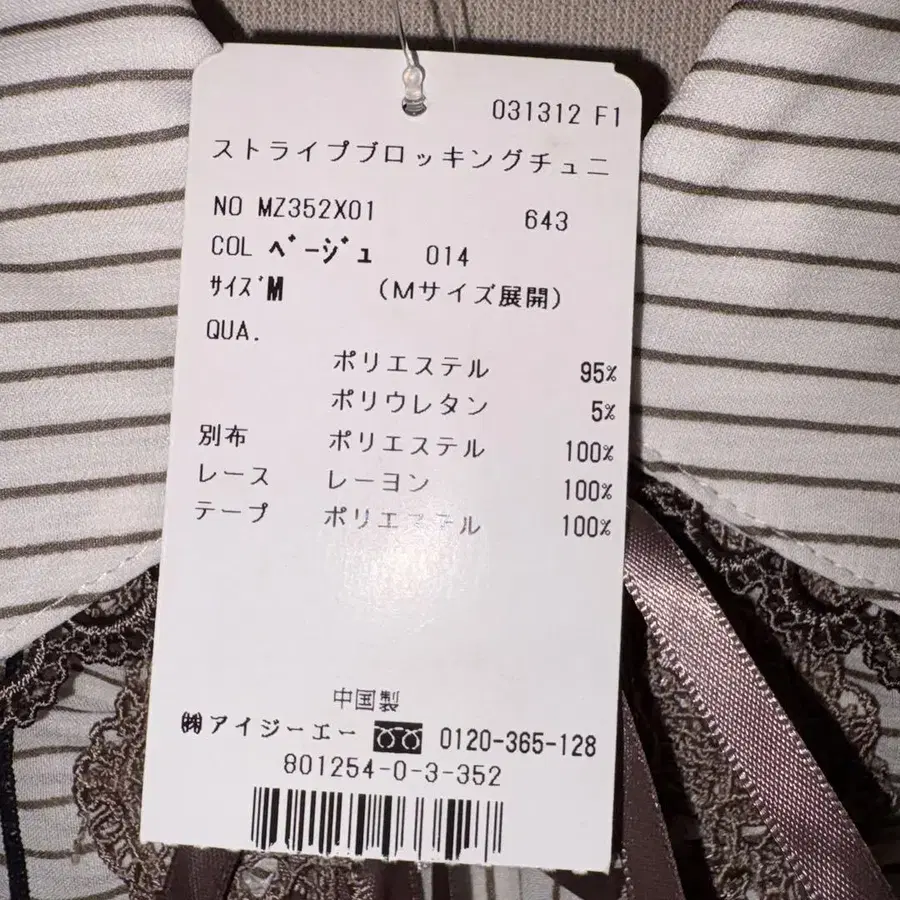 031312 F1
ストライプブロッキングチュニ
NO MZ352X01 643
COL ベージュ 014
サイズM (Mサイズ展開)
QUA.
ポリエステル 95%
ポリウレタン 5%
別布 ポリエステル 100%
レース レーヨン 100%
テープ ポリエステル 100%
中国製
㈱アイジーエー 0120-365-128
801254-0-3-352